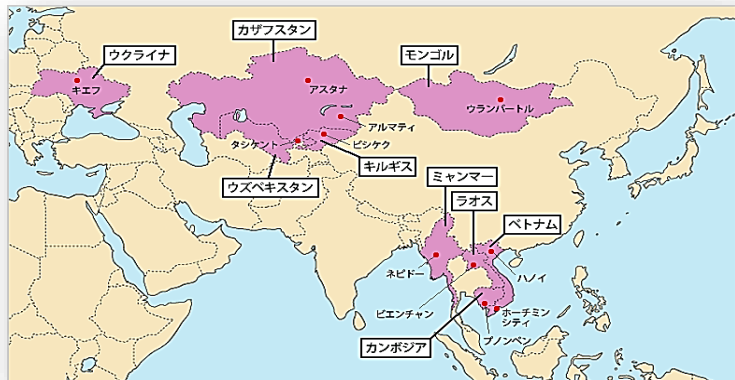 カザフスタン
ウクライナ
モンゴル
キエフ
アスタナ
ウランバートル
アルマティ
タシケント
ビシケク
キルギス
ウズベキスタン
ミャンマー
ラオス
ベトナム
ネピドー
ハノイ
ビエンチャン
ホーチミン
シティ
プノンペン
カンボジア